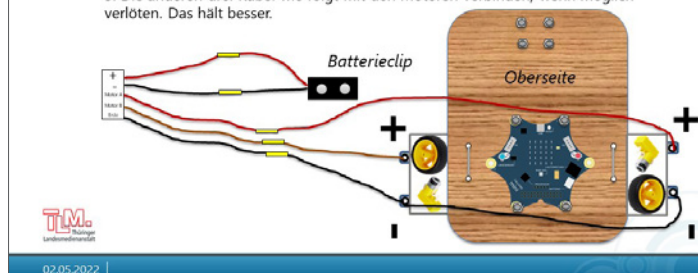 verlöten. Das hält besser.
Batterieclip
Oberseite
+
-
Motor A
Motor B
Erde
+
+
-
-
TLM.
Thüringer
Landesmedienanstalt
02.05.2022